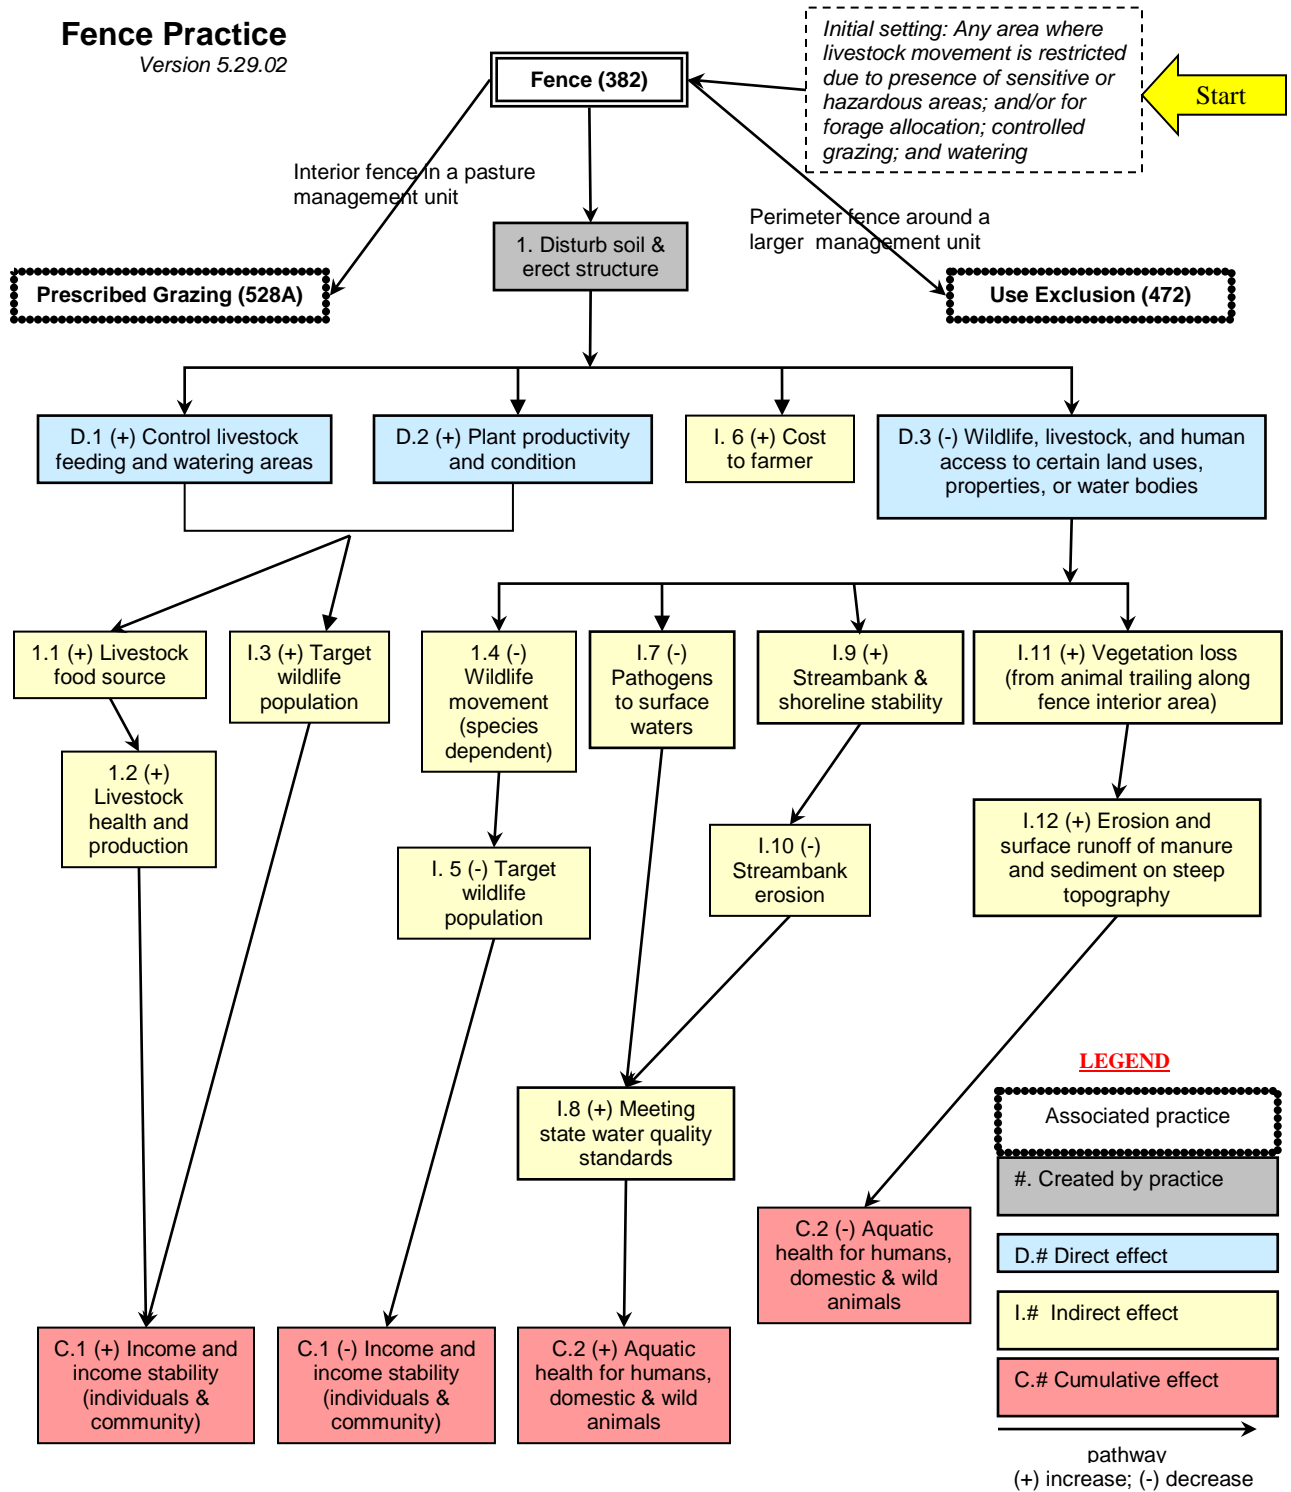 Fence Practice
Version 5.29.02
Fence (382)
Initial setting: Any area where
livestock movement is restricted
due to presence of sensitive or
hazardous areas; and/or for
forage allocation; controlled
grazing; and watering
Start
Interior fence in a pasture
management unit
Perimeter fence around a
larger management unit
1. Disturb soil &
erect structure
Prescribed Grazing (528A)
Use Exclusion (472)
D.1 (+) Control livestock
feeding and watering areas
D.2 (+) Plant productivity
and condition
I. 6 (+) Cost
to farmer
D.3 (-) Wildlife, livestock, and human
access to certain land uses,
properties, or water bodies
1.1 (+) Livestock
food source
I.3 (+) Target
wildlife
population
1.4 (-)
Wildlife
movement
(species
dependent)
I.7 (-)
Pathogens
to surface
waters
I.9 (+)
Streambank &
shoreline stability
I.11 (+) Vegetation loss
(from animal trailing along
fence interior area)
1.2 (+)
Livestock
health and
production
I. 5 (-) Target
wildlife
population
I.10 (-)
Streambank
erosion
I.12 (+) Erosion and
surface runoff of manure
and sediment on steep
topography
I.8 (+) Meeting
state water quality
standards
C.2 (-) Aquatic
health for humans,
domestic & wild
animals
C.1 (+) Income and
income stability
(individuals &
community)
C.1 (-) Income and
income stability
(individuals &
community)
C.2 (+) Aquatic
health for humans,
domestic & wild
animals
LEGEND
Associated practice
#. Created by practice
D.# Direct effect
I.# Indirect effect
C.# Cumulative effect
pathway
(+) increase; (-) decrease